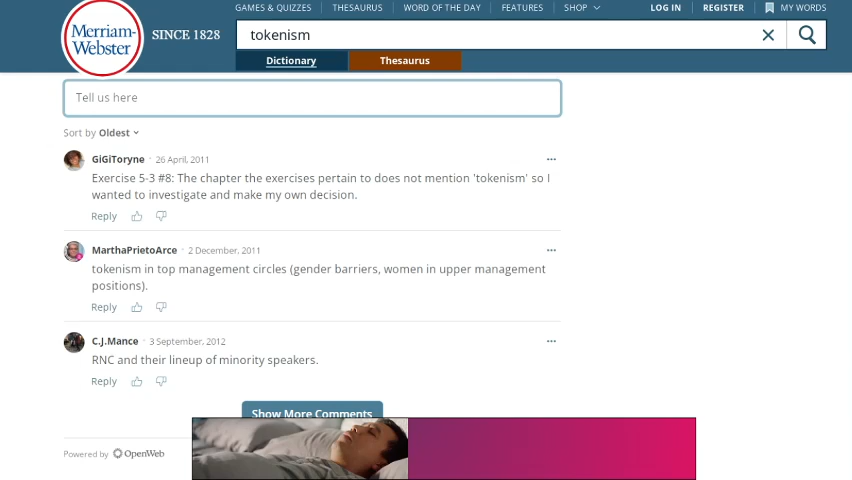 GAMES & QUIZZES THESAURUS WORD OF THE DAY FEATURES SHOP LOG IN REGISTER MY WORDS
Merriam-
Webster
SINCE 1828
tokenism
Dictionary Thesaurus
Tell us here
Sort by Oldest
GiGiToryne · 26 April, 2011
Exercise 5-3 #8: The chapter the exercises pertain to does not mention 'tokenism' so I
wanted to investigate and make my own decision.
Reply
MarthaPrietoArce · 2 December, 2011
tokenism in top management circles (gender barriers, women in upper management
positions).
Reply
C.J.Mance · 3 September, 2012
RNC and their lineup of minority speakers.
Reply
Show More Comments
Powered by OpenWeb